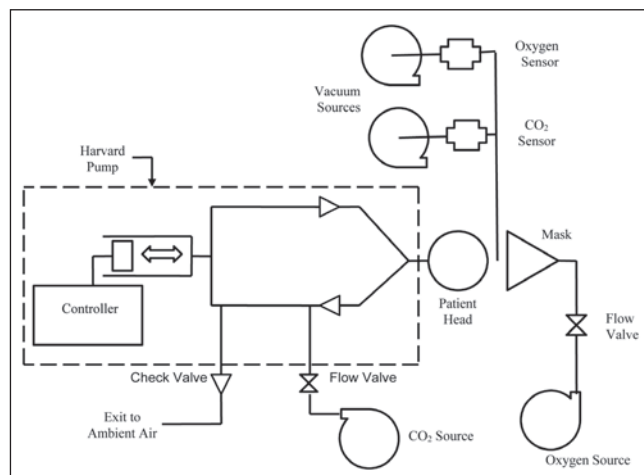 Oxygen
Sensor
Vacuum
Sources
CO₂
Sensor
Harvard
Pump
Mask
Controller
Patient
Head
Flow
Valve
Check Valve
Flow Valve
Exit to
Ambient Air
CO₂ Source
Oxygen Source